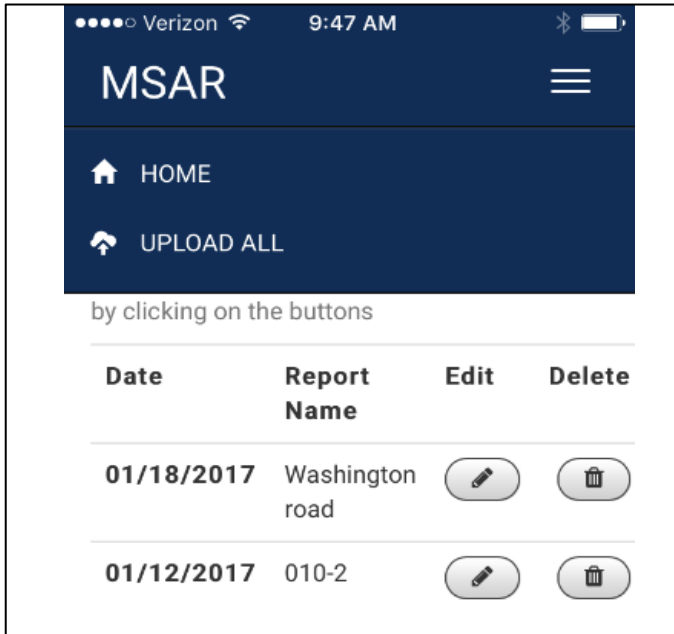 Verizon 9:47 AM
MSAR
HOME
UPLOAD ALL
by clicking on the buttons
Date Report Name Edit Delete
01/18/2017 Washington road
01/12/2017 010-2